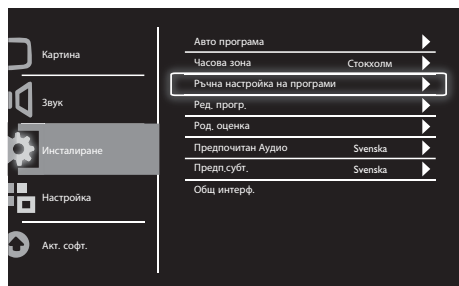 Картина
Звук
Инсталиране
Настройка
Акт. софт.
Авто програма
Часова зона Стокхолм
Ръчна настройка на програми
Ред. прогр.
Род. оценка
Предпочитан Аудио Svenska
Предп.субт. Svenska
Общ интерф.